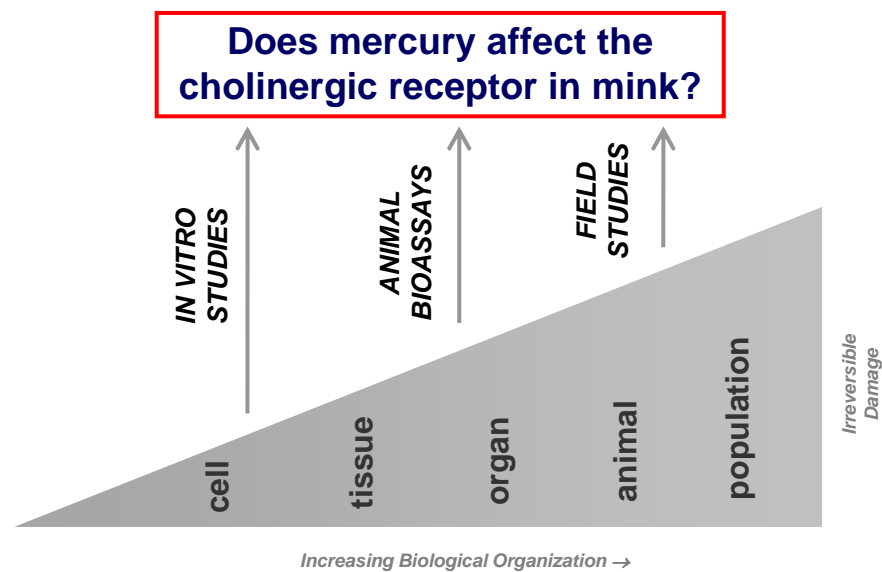 Does mercury affect the
cholinergic receptor in mink?
IN VITRO
STUDIES
ANIMAL
BIOASSAYS
FIELD
STUDIES
cell
tissue
organ
animal
population
Irreversible
Damage
Increasing Biological Organization →